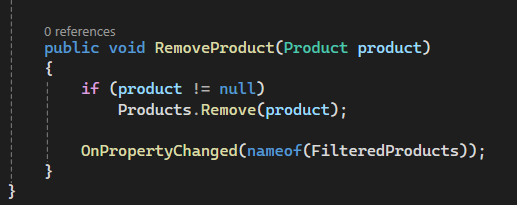 0 references
public void RemoveProduct(Product product)
{
if (product != null)
Products.Remove(product);
OnPropertyChanged(nameof(FilteredProducts));
}
}